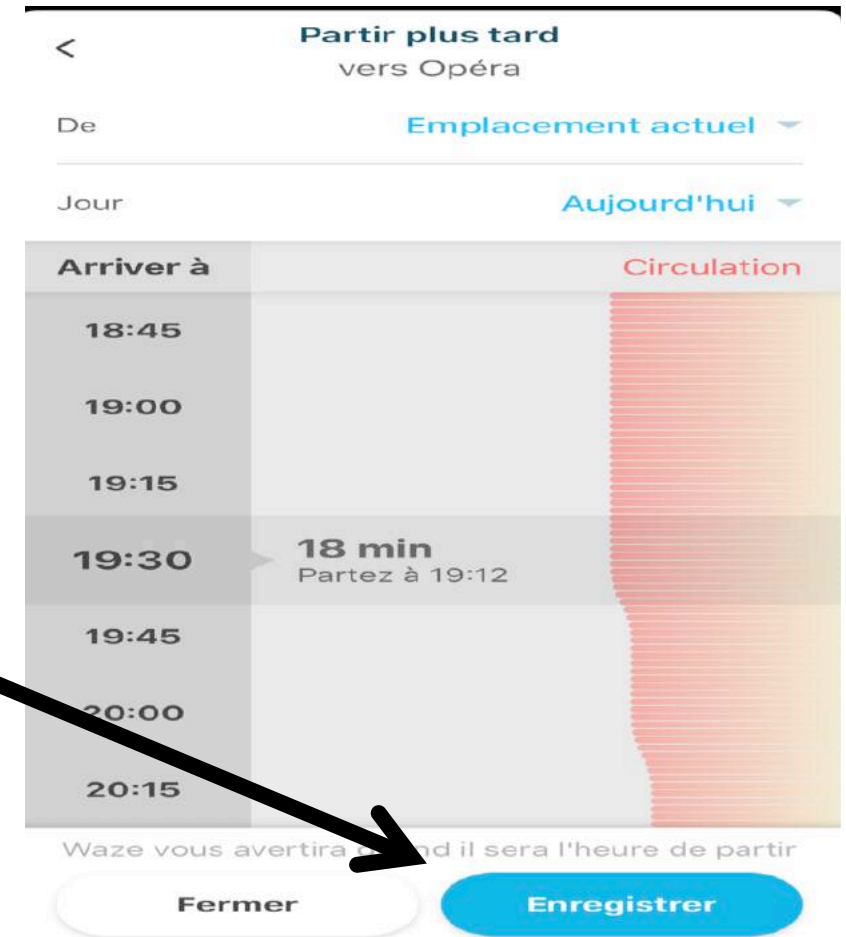 <
Partir plus tard
vers Opéra
De Emplacement actuel
Jour Aujourd'hui
Arriver à Circulation
18:45
19:00
19:15
19:30 18 min
Partez à 19:12
19:45
20:00
20:15
Waze vous avertira quand il sera l'heure de partir
Fermer Enregistrer